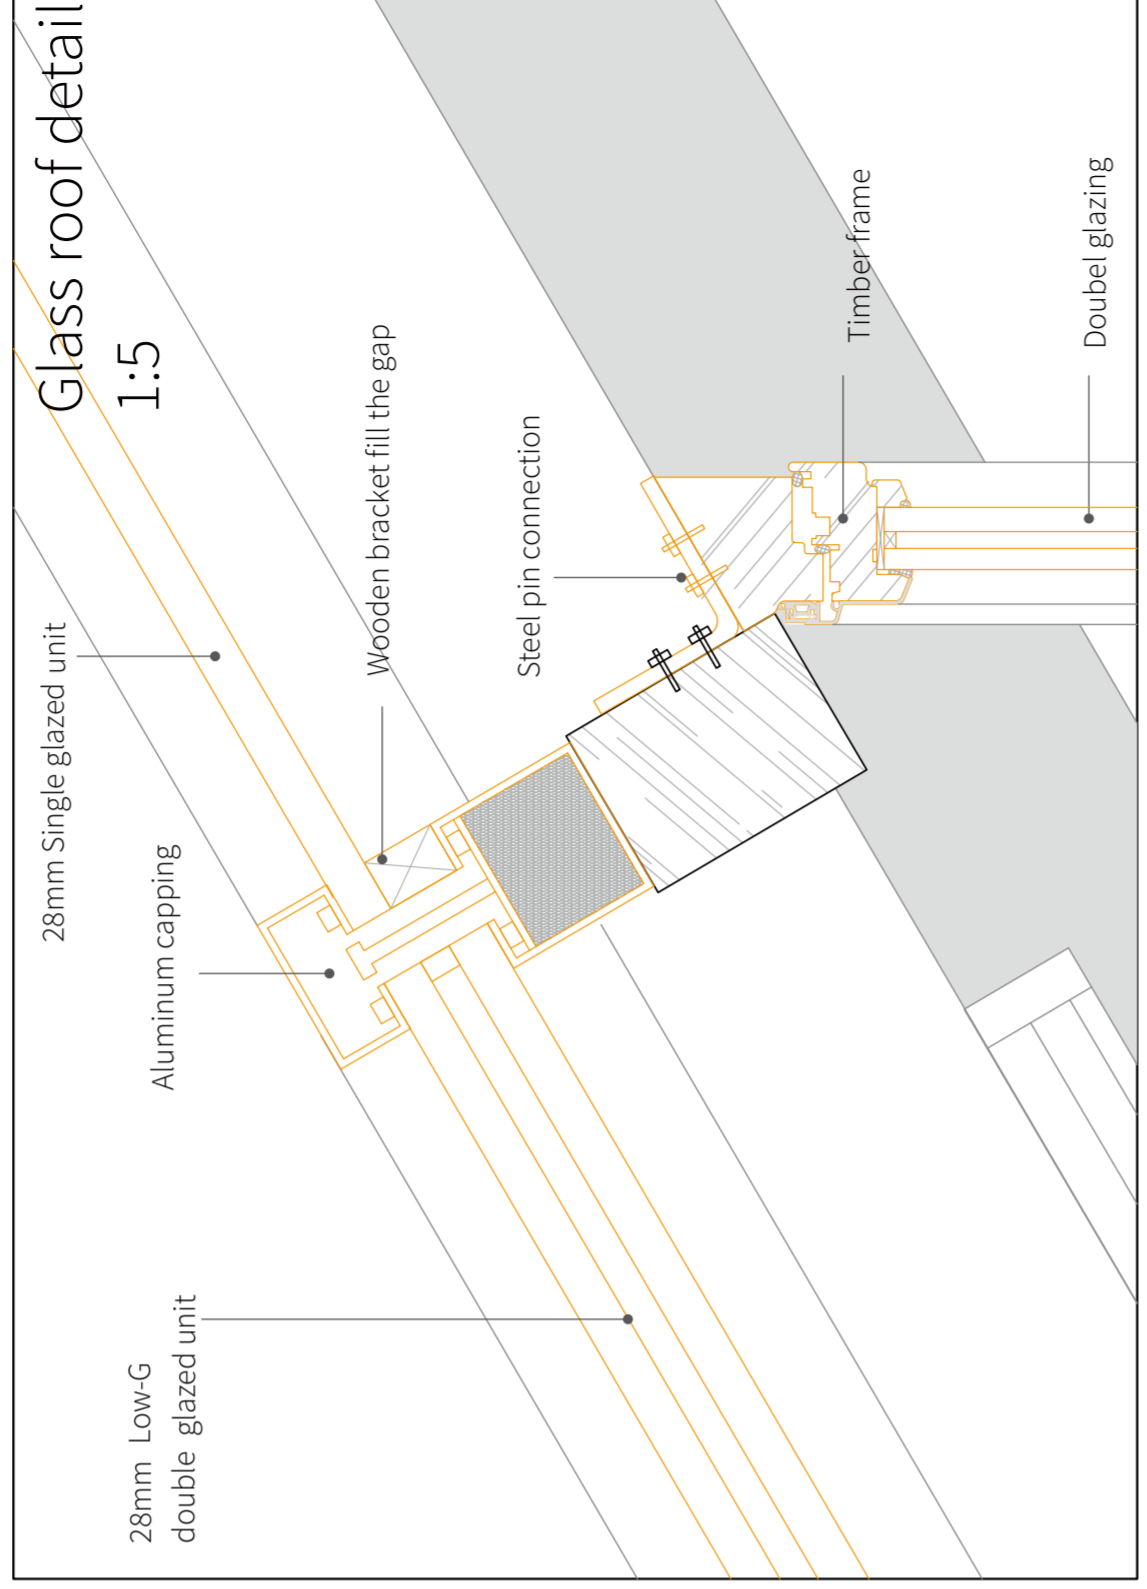 Glass roof detail
1:5
28mm Single glazed unit
Aluminum capping
28mm Low-G
double glazed unit
Wooden bracket fill the gap
Steel pin connection
Timber frame
Doubel glazing